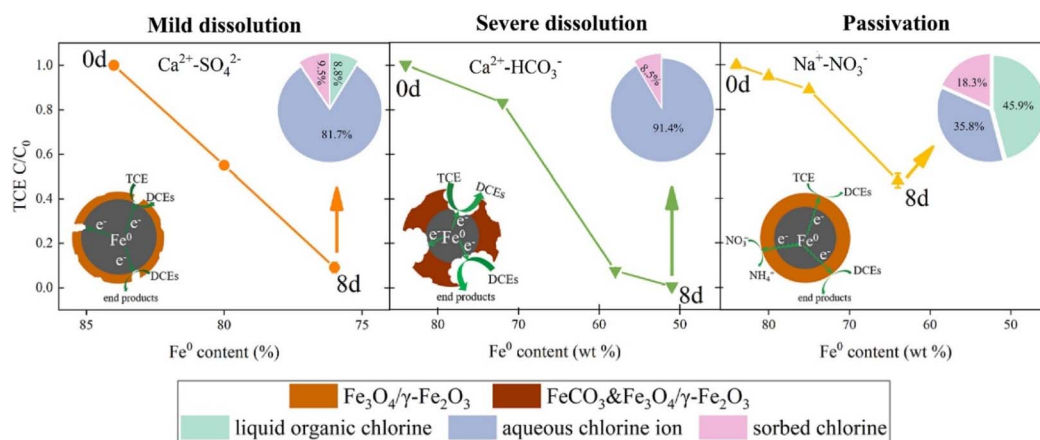 Mild dissolution
Severe dissolution
Passivation
TCE C/C₀
1.0
0.8
0.6
0.4
0.2
0.0
0d
Ca²⁺-SO₄²⁻
9.5%
8.8%
81.7%
TCE
DCEs
e⁻
e⁻
Fe⁰
e⁻
DCEs
end products
8d
85
80
75
Fe⁰ content (%)
0d
Ca²⁺-HCO₃⁻
8.5%
91.4%
TCE
DCEs
e⁻
e⁻
Fe⁰
e⁻
DCEs
end products
8d
80
70
60
50
Fe⁰ content (wt %)
0d
Na⁺-NO₃⁻
18.3%
45.9%
35.8%
8d
TCE
DCEs
e⁻
e⁻
Fe⁰
e⁻
NO₃⁻
NH₄⁻
DCEs
end products
80
70
60
50
Fe⁰ content (wt %)
Fe₃O₄/γ-Fe₂O₃
FeCO₃&Fe₃O₄/γ-Fe₂O₃
liquid organic chlorine
aqueous chlorine ion
sorbed chlorine